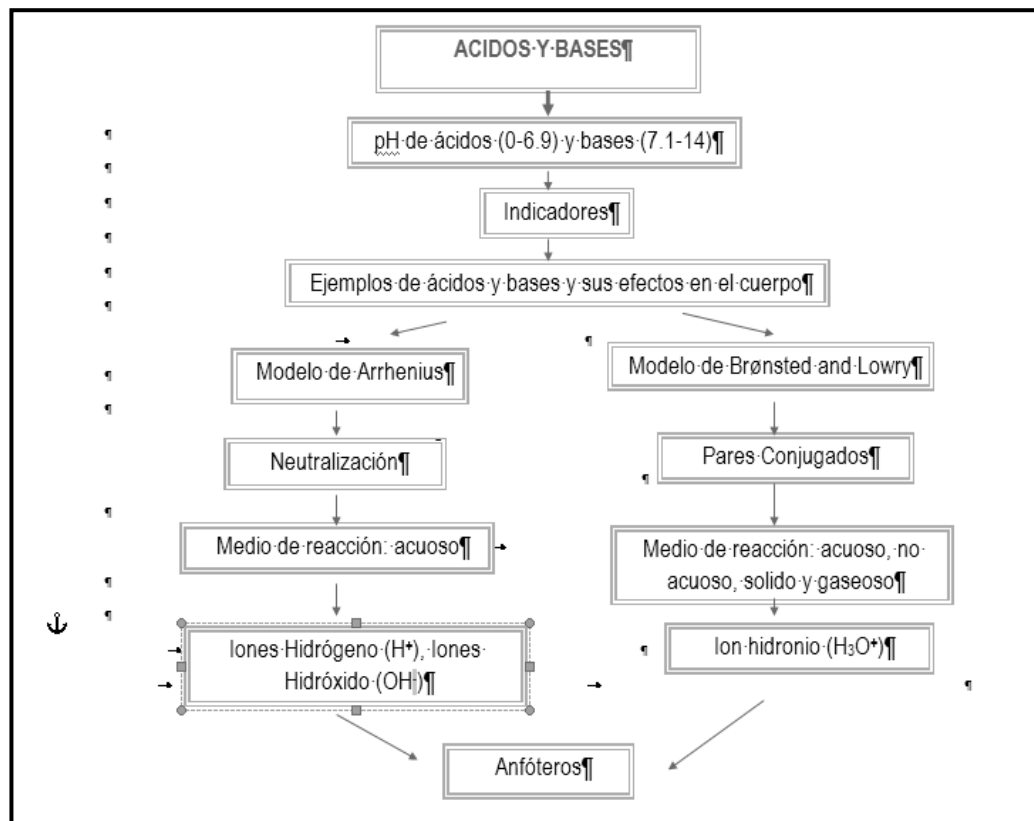 ACIDOS Y BASES¶
pH de ácidos (0-6.9) y bases (7.1-14)¶
Indicadores¶
Ejemplos de ácidos y bases y sus efectos en el cuerpo¶
Modelo de Arrhenius¶
Modelo de Brønsted and Lowry¶
Neutralización¶
Pares Conjugados¶
Medio de reacción: acuoso¶
Medio de reacción: acuoso, no
acuoso, solido y gaseoso¶
Iones Hidrógeno (H⁺), Iones
Hidróxido (OH⁻)¶
Ion hidronio (H₃O⁺)¶
Anfóteros¶